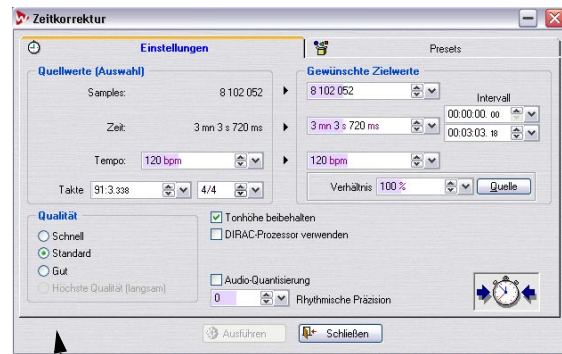 Zeitkorrektur
Einstellungen
Presets
Quellwerte (Auswahl)
Gewünschte Zielwerte
Samples: 8 102 052
8 102 052
Intervall
00:00:00. 00
Zeit: 3 mn 3 s 720 ms
3 mn 3 s 720 ms
00:03:03. 18
Tempo: 120 bpm
120 bpm
Takte 91:3.338 4/4
Verhältnis 100 % Quelle
Qualität
Schnell
Standard
Gut
Höchste Qualität (langsam)
Tonhöhe beibehalten
DIRAC-Prozessor verwenden
Audio-Quantisierung
0 Rhythmische Präzision
Ausführen
Schließen